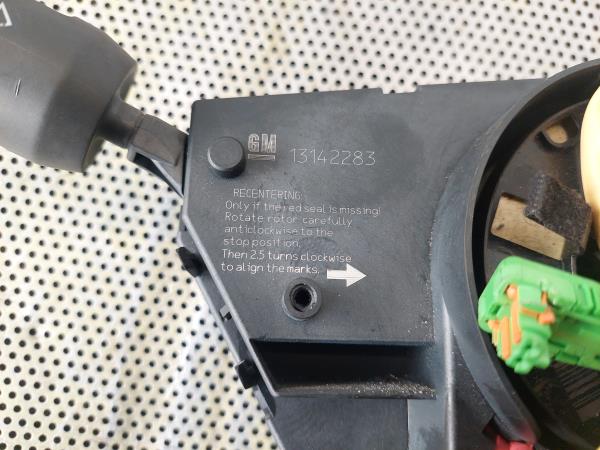 GM 13142283
RECENTERING:
Only if the red seal is missing!
Rotate rotor carefully
anticlockwise to the
stop position.
Then 2.5 turns clockwise
to align the marks.